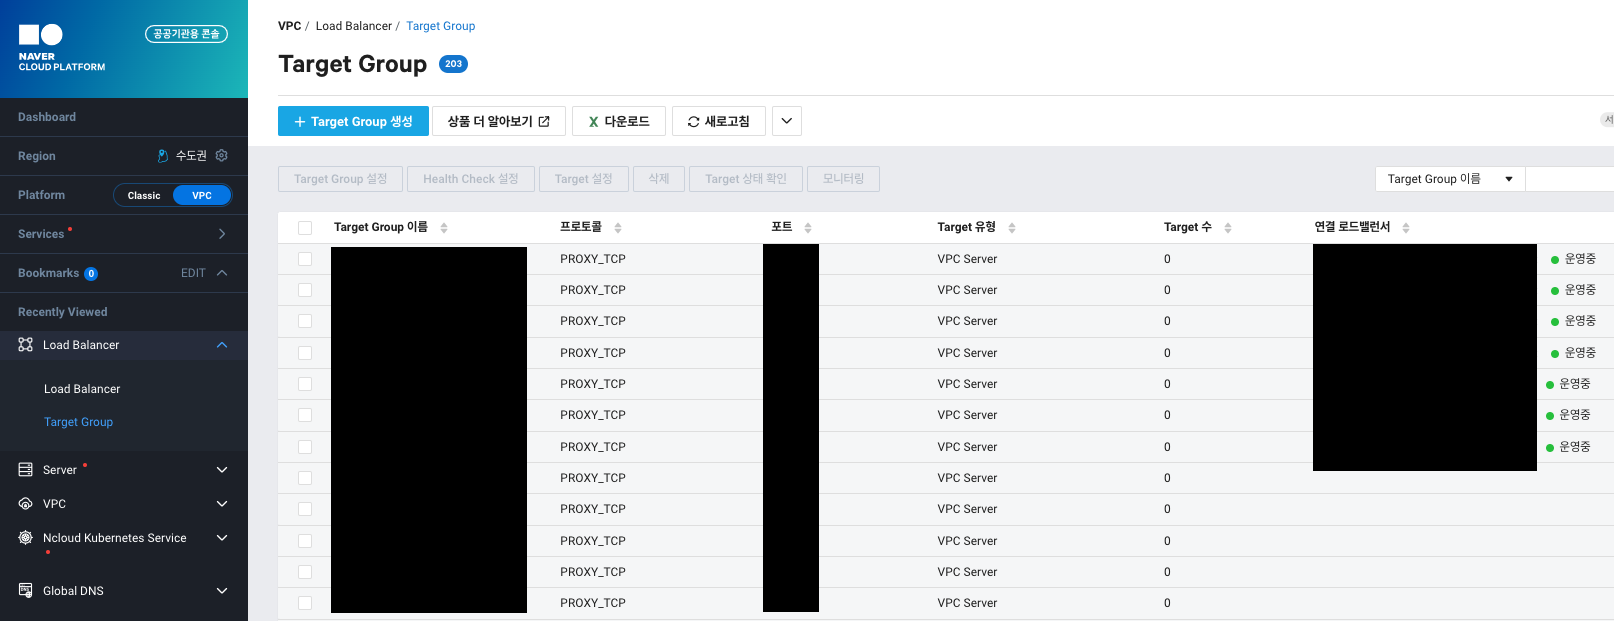 NAVER
CLOUD PLATFORM
공공기관용 콘솔
Dashboard
Region 수도권
Platform Classic VPC
Services
Bookmarks 0 EDIT
Recently Viewed
Load Balancer
Load Balancer
Target Group
Server
VPC
Ncloud Kubernetes Service
Global DNS
VPC / Load Balancer / Target Group
Target Group 203
+ Target Group 생성 상품 더 알아보기 X 다운로드 새로고침 서
Target Group 설정 Health Check 설정 Target 설정 삭제 Target 상태 확인 모니터링 Target Group 이름
Target Group 이름 프로토콜 포트 Target 유형 Target 수 연결 로드밸런서
PROXY_TCP VPC Server 0 운영중
PROXY_TCP VPC Server 0 운영중
PROXY_TCP VPC Server 0 운영중
PROXY_TCP VPC Server 0 운영중
PROXY_TCP VPC Server 0 운영중
PROXY_TCP VPC Server 0 운영중
PROXY_TCP VPC Server 0 운영중
PROXY_TCP VPC Server 0
PROXY_TCP VPC Server 0
PROXY_TCP VPC Server 0
PROXY_TCP VPC Server 0
PROXY_TCP VPC Server 0